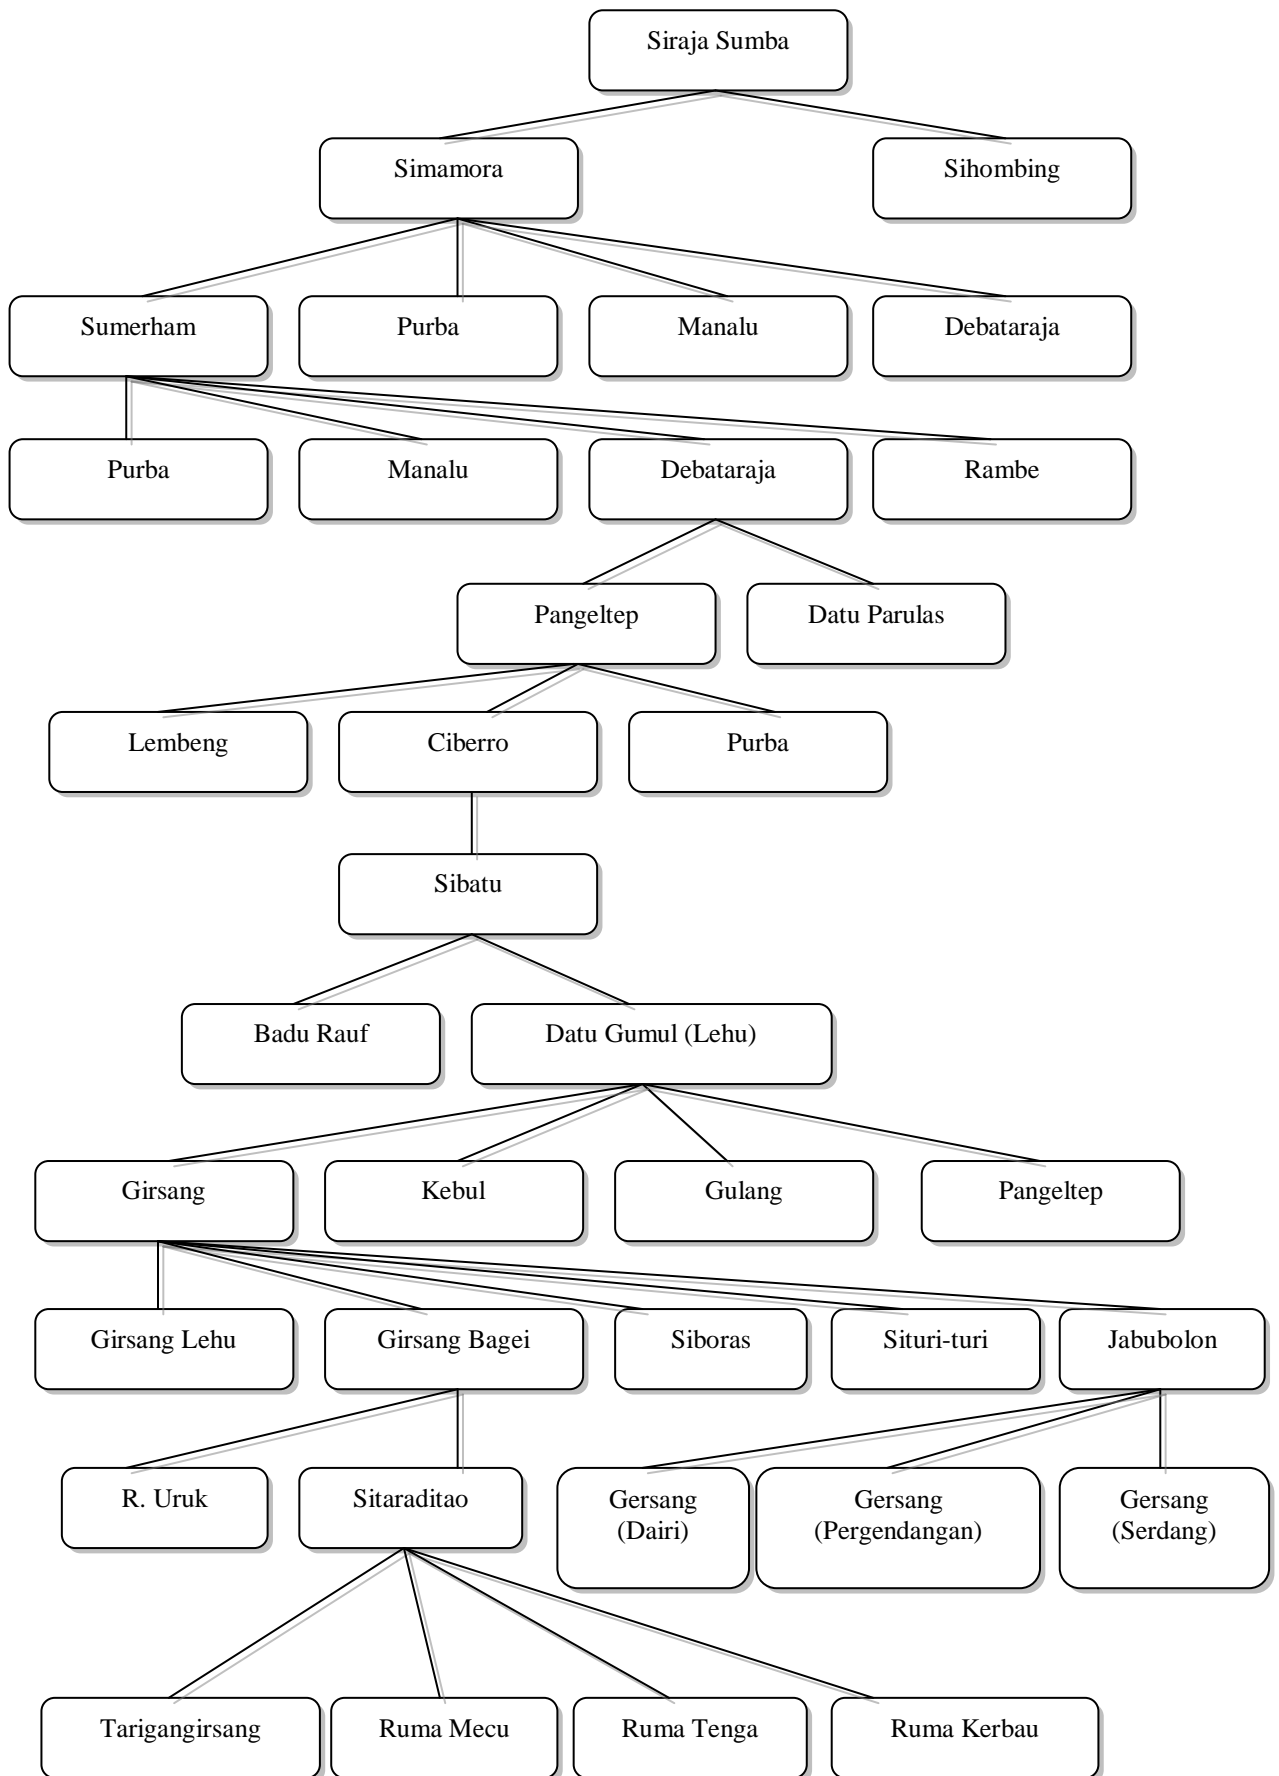 Siraja Sumba
Simamora
Sihombing
Sumerham
Purba
Manalu
Debataraja
Purba
Manalu
Debataraja
Rambe
Pangeltep
Datu Parulas
Lembeng
Ciberro
Purba
Sibatu
Badu Rauf
Datu Gumul (Lehu)
Girsang
Kebul
Gulang
Pangeltep
Girsang Lehu
Girsang Bagei
Siboras
Situri-turi
Jabubolon
R. Uruk
Sitaraditao
Gersang
(Dairi)
Gersang
(Pergendangan)
Gersang
(Serdang)
Tarigangirsang
Ruma Mecu
Ruma Tenga
Ruma Kerbau